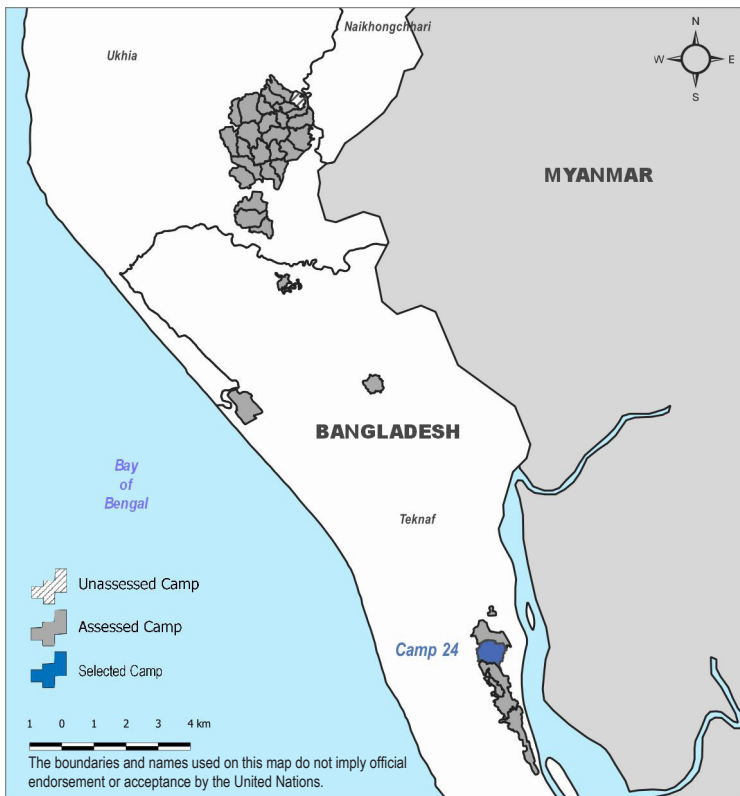 Naikhongchhari
Ukhia
N
W
E
S
MYANMAR
BANGLADESH
Bay
of
Bengal
Teknaf
Unassessed Camp
Assessed Camp
Camp 24
Selected Camp
1 0 1 2 3 4 km
The boundaries and names used on this map do not imply official
endorsement or acceptance by the United Nations.